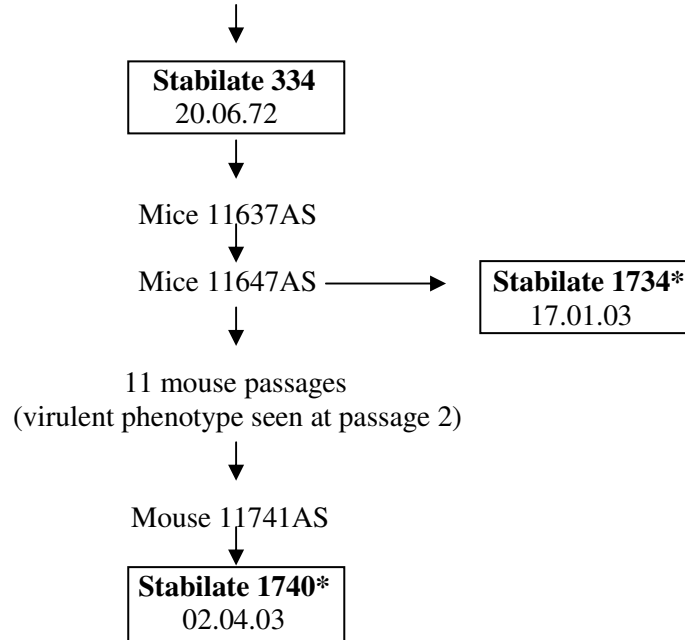 Stabilate 334
20.06.72
Mice 11637AS
Mice 11647AS
Stabilate 1734*
17.01.03
11 mouse passages
(virulent phenotype seen at passage 2)
Mouse 11741AS
Stabilate 1740*
02.04.03